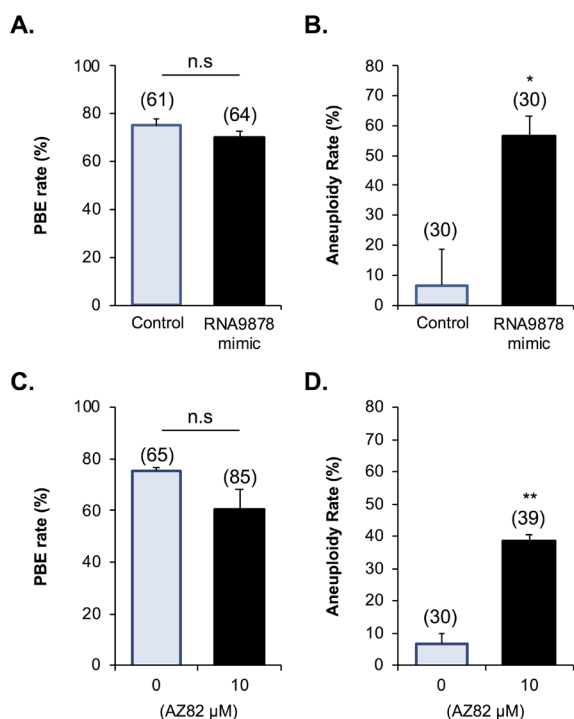 A.
n.s
(61)
(64)
PBE rate (%)
100
80
60
40
20
0
Control
RNA9878
mimic
B.
*
(30)
(30)
Aneuploidy Rate (%)
80
70
60
50
40
30
20
10
0
Control
RNA9878
mimic
C.
n.s
(65)
(85)
PBE rate (%)
100
80
60
40
20
0
0
10
(AZ82 µM)
D.
**
(39)
(30)
Aneuploidy Rate (%)
80
70
60
50
40
30
20
10
0
0
10
(AZ82 µM)